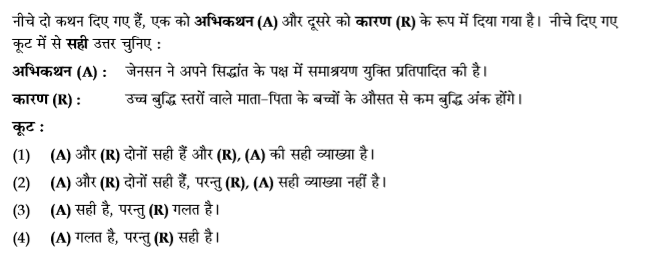 नीचे दो कथन दिए गए हैं, एक को अभिकथन (A) और दूसरे को कारण (R) के रूप में दिया गया है। नीचे दिए गए
कूट में से सही उत्तर चुनिए :
अभिकथन (A) : जेनसन ने अपने सिद्धांत के पक्ष में समाश्रयण युक्ति प्रतिपादित की है।
कारण (R) : उच्च बुद्धि स्तरों वाले माता-पिता के बच्चों के औसत से कम बुद्धि अंक होंगे।
कूट :
(1) (A) और (R) दोनों सही हैं और (R), (A) की सही व्याख्या है।
(2) (A) और (R) दोनों सही हैं, परन्तु (R), (A) सही व्याख्या नहीं है।
(3) (A) सही है, परन्तु (R) गलत है।
(4) (A) गलत है, परन्तु (R) सही है।